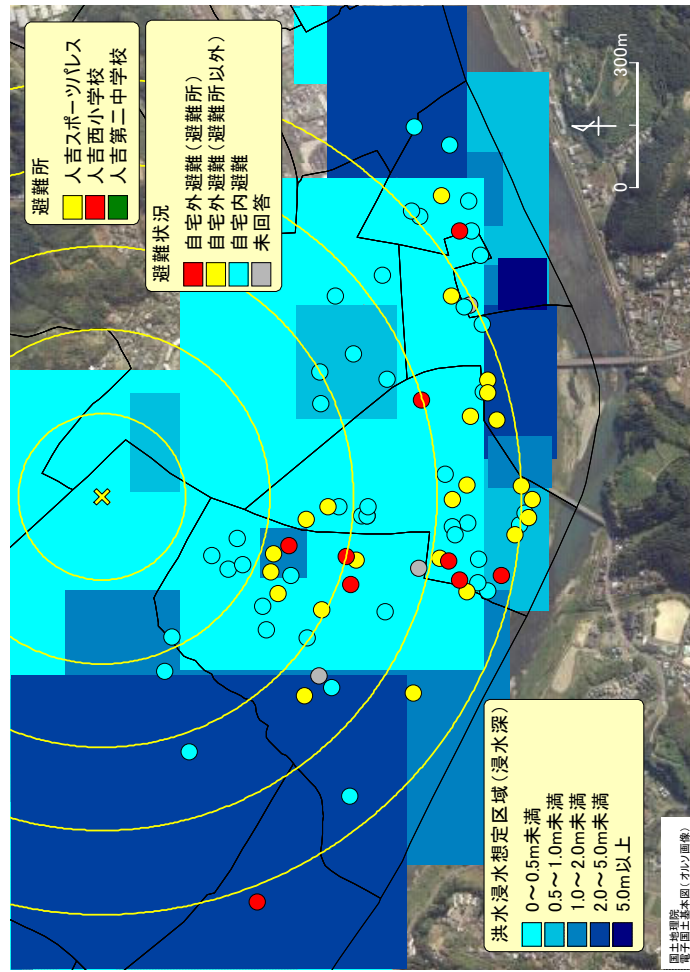 避難所
人吉スポーツパレス
人吉西小学校
人吉第二中学校
避難状況
自宅外避難(避難所)
自宅外避難(避難所以外)
自宅内避難
未回答
0
300m
洪水浸水想定区域(浸水深)
0～0.5m未満
0.5～1.0m未満
1.0～2.0m未満
2.0～5.0m未満
5.0m以上
国土地理院
電子国土基本図(オルソ画像)